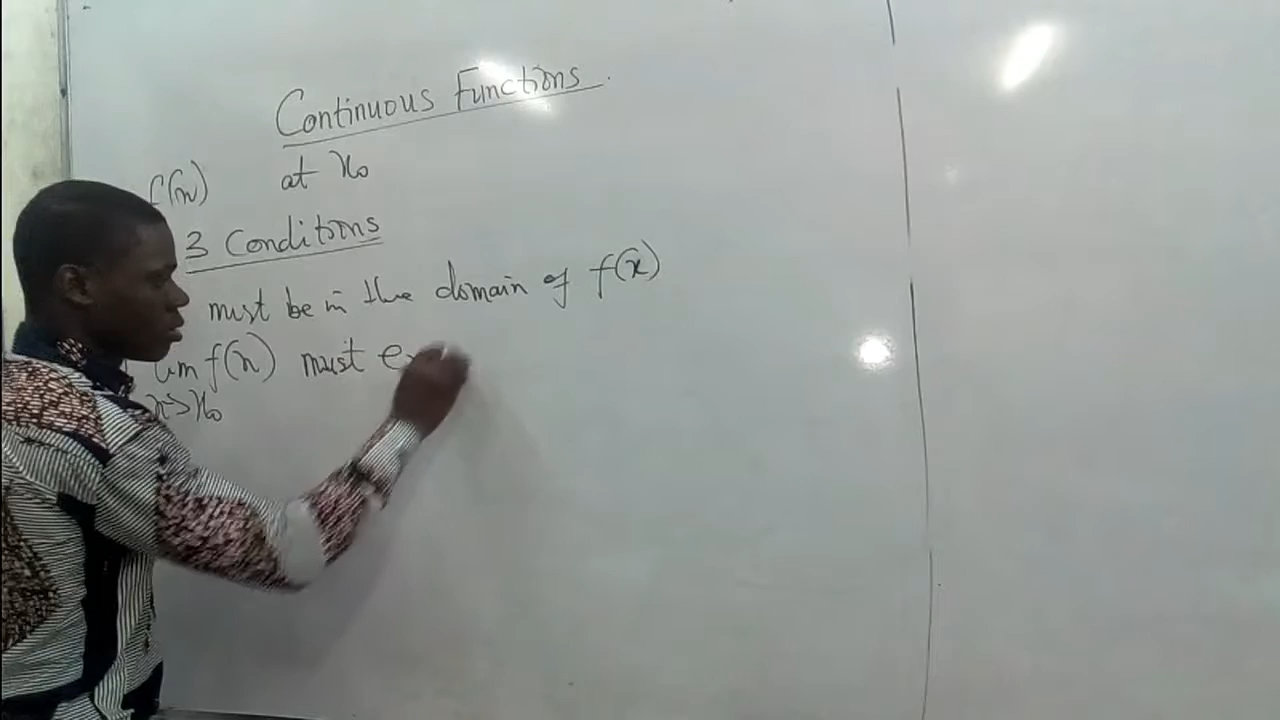 Continuous Functions.
f(x) at x₀
3 Conditions
must be in the domain of f(x)
lim f(x) must
x→x₀